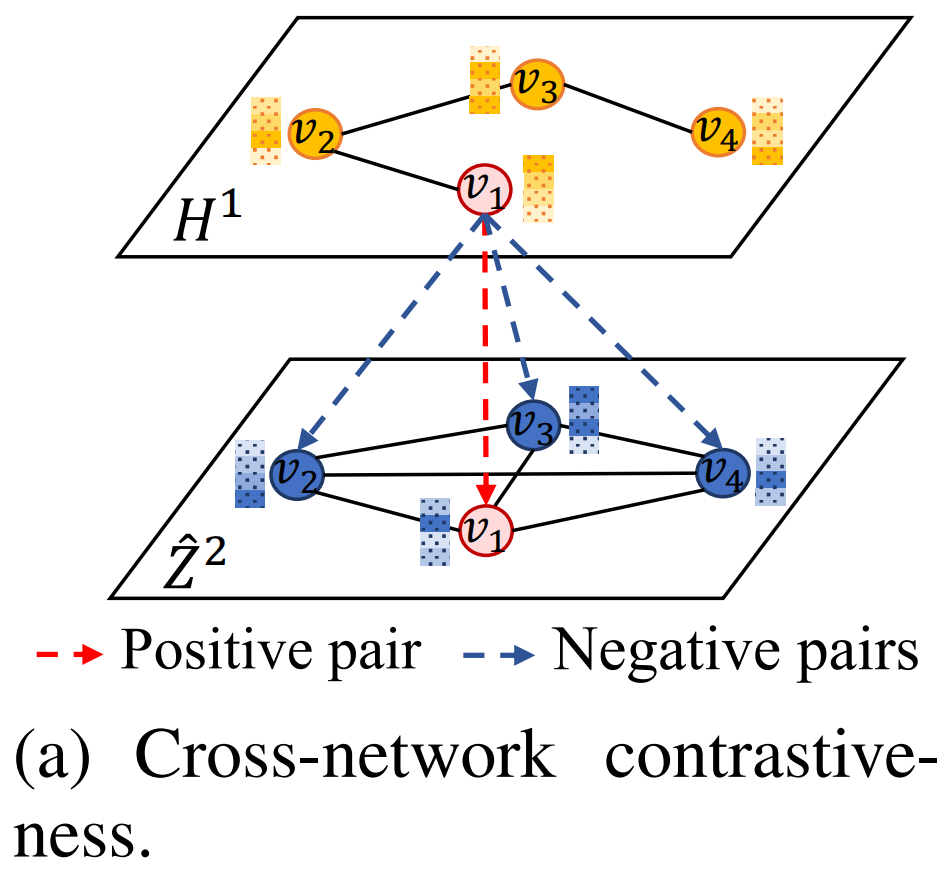 v₃
v₂
v₄
v₁
H¹
v₃
v₂
v₄
v₁
Ẑ²
Positive pair Negative pairs
(a) Cross-network contrastive-
ness.